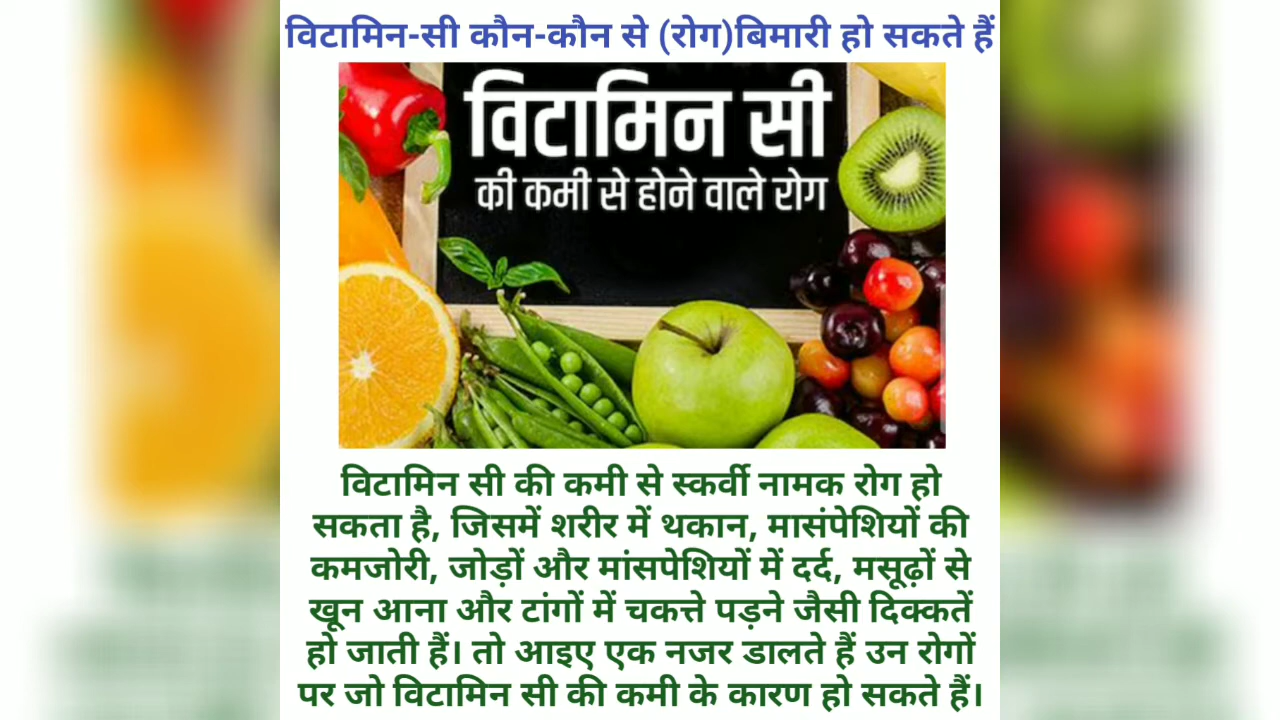 विटामिन-सी कौन-कौन से (रोग)बिमारी हो सकते हैं
विटामिन सी
की कमी से होने वाले रोग
विटामिन सी की कमी से स्कर्वी नामक रोग हो
सकता है, जिसमें शरीर में थकान, मासंपेशियों की
कमजोरी, जोड़ों और मांसपेशियों में दर्द, मसूढ़ों से
खून आना और टांगों में चकत्ते पड़ने जैसी दिक्कतें
हो जाती हैं। तो आइए एक नजर डालते हैं उन रोगों
पर जो विटामिन सी की कमी के कारण हो सकते हैं।